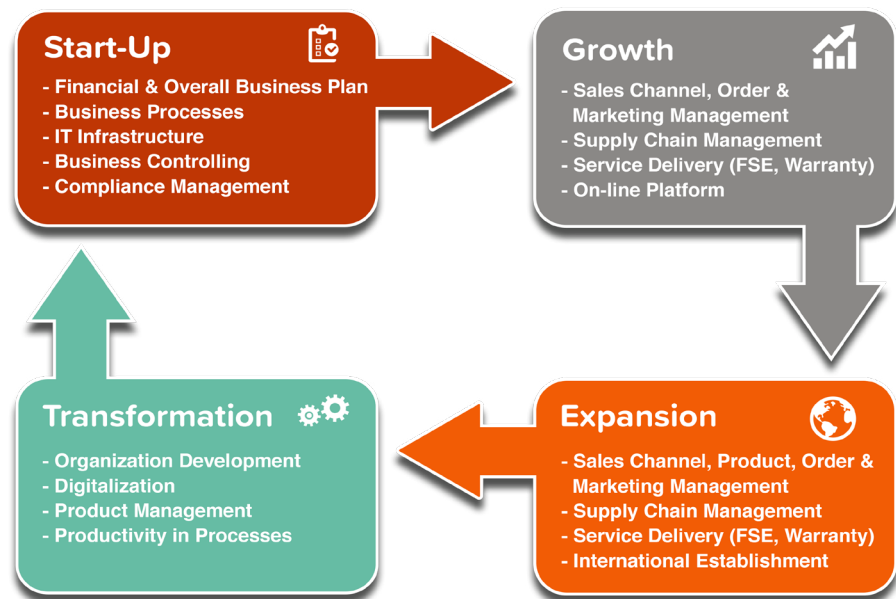 Start-Up
- Financial & Overall Business Plan
- Business Processes
- IT Infrastructure
- Business Controlling
- Compliance Management
Growth
- Sales Channel, Order &
Marketing Management
- Supply Chain Management
- Service Delivery (FSE, Warranty)
- On-line Platform
Expansion
- Sales Channel, Product, Order &
Marketing Management
- Supply Chain Management
- Service Delivery (FSE, Warranty)
- International Establishment
Transformation
- Organization Development
- Digitalization
- Product Management
- Productivity in Processes